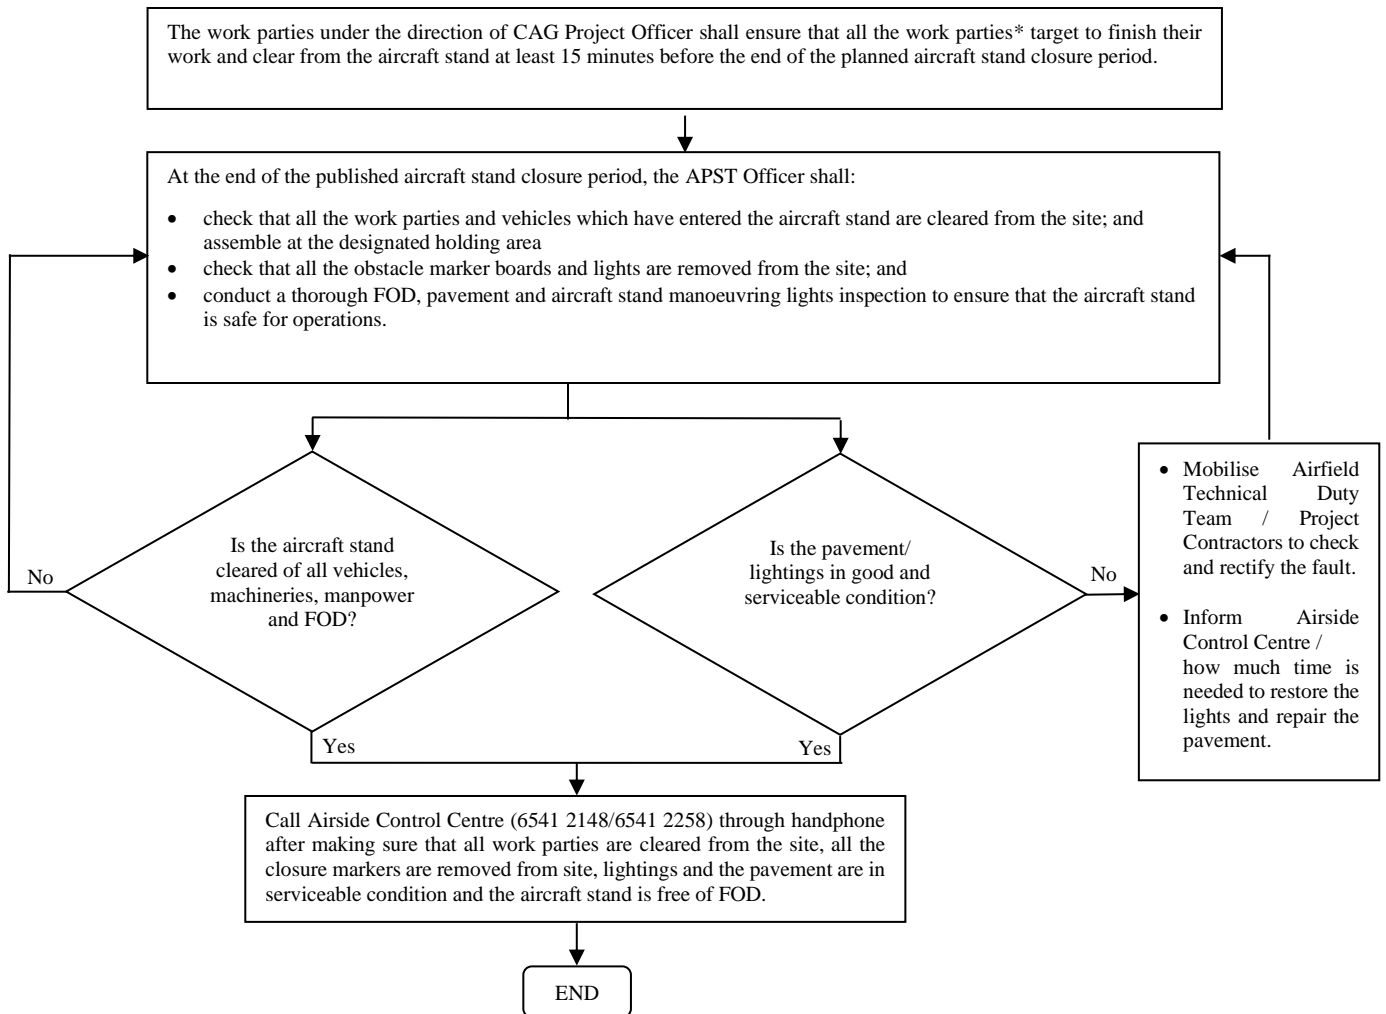 The work parties under the direction of CAG Project Officer shall ensure that all the work parties* target to finish their
work and clear from the aircraft stand at least 15 minutes before the end of the planned aircraft stand closure period.
At the end of the published aircraft stand closure period, the APST Officer shall:
• check that all the work parties and vehicles which have entered the aircraft stand are cleared from the site; and
assemble at the designated holding area
• check that all the obstacle marker boards and lights are removed from the site; and
• conduct a thorough FOD, pavement and aircraft stand manoeuvring lights inspection to ensure that the aircraft stand
is safe for operations.
Is the aircraft stand
cleared of all vehicles,
machineries, manpower
and FOD?
No
Yes
Is the pavement/
lightings in good and
serviceable condition?
No
Yes
• Mobilise Airfield
Technical Duty
Team / Project
Contractors to check
and rectify the fault.
• Inform Airside
Control Centre /
how much time is
needed to restore the
lights and repair the
pavement.
Call Airside Control Centre (6541 2148/6541 2258) through handphone
after making sure that all work parties are cleared from the site, all the
closure markers are removed from site, lightings and the pavement are in
serviceable condition and the aircraft stand is free of FOD.
END